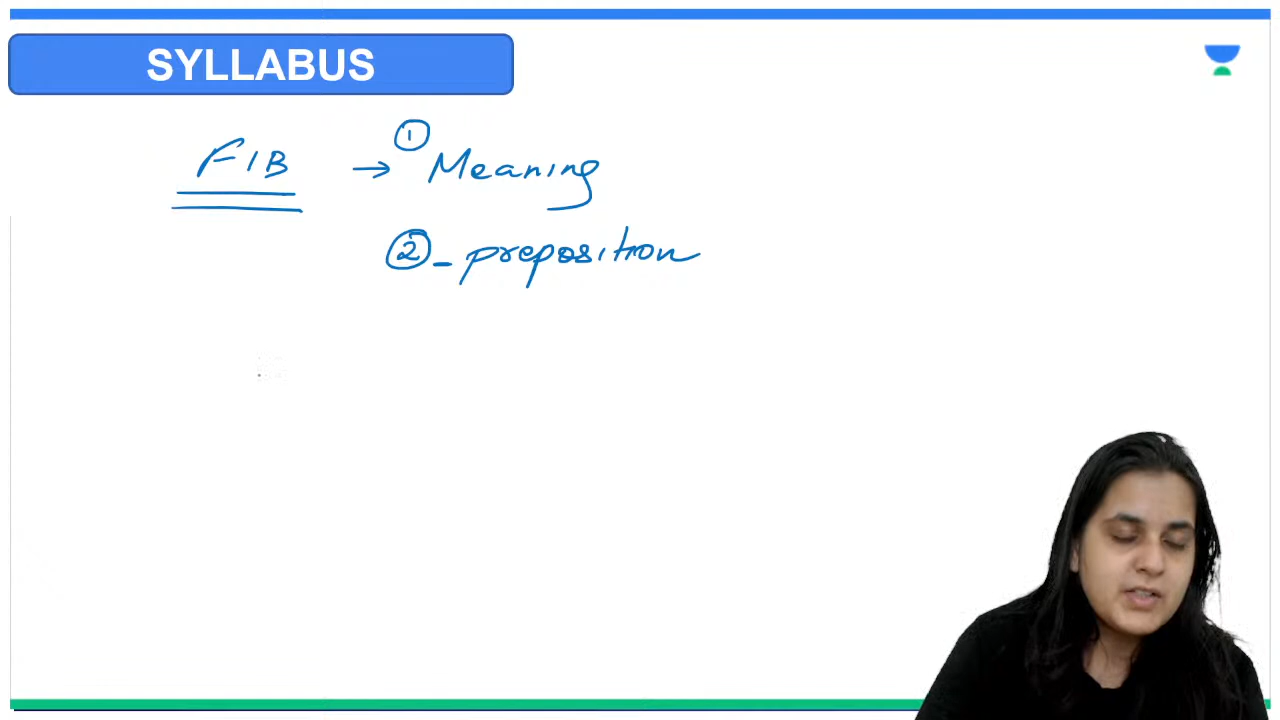 SYLLABUS
FIB → ① Meaning
② - preposition